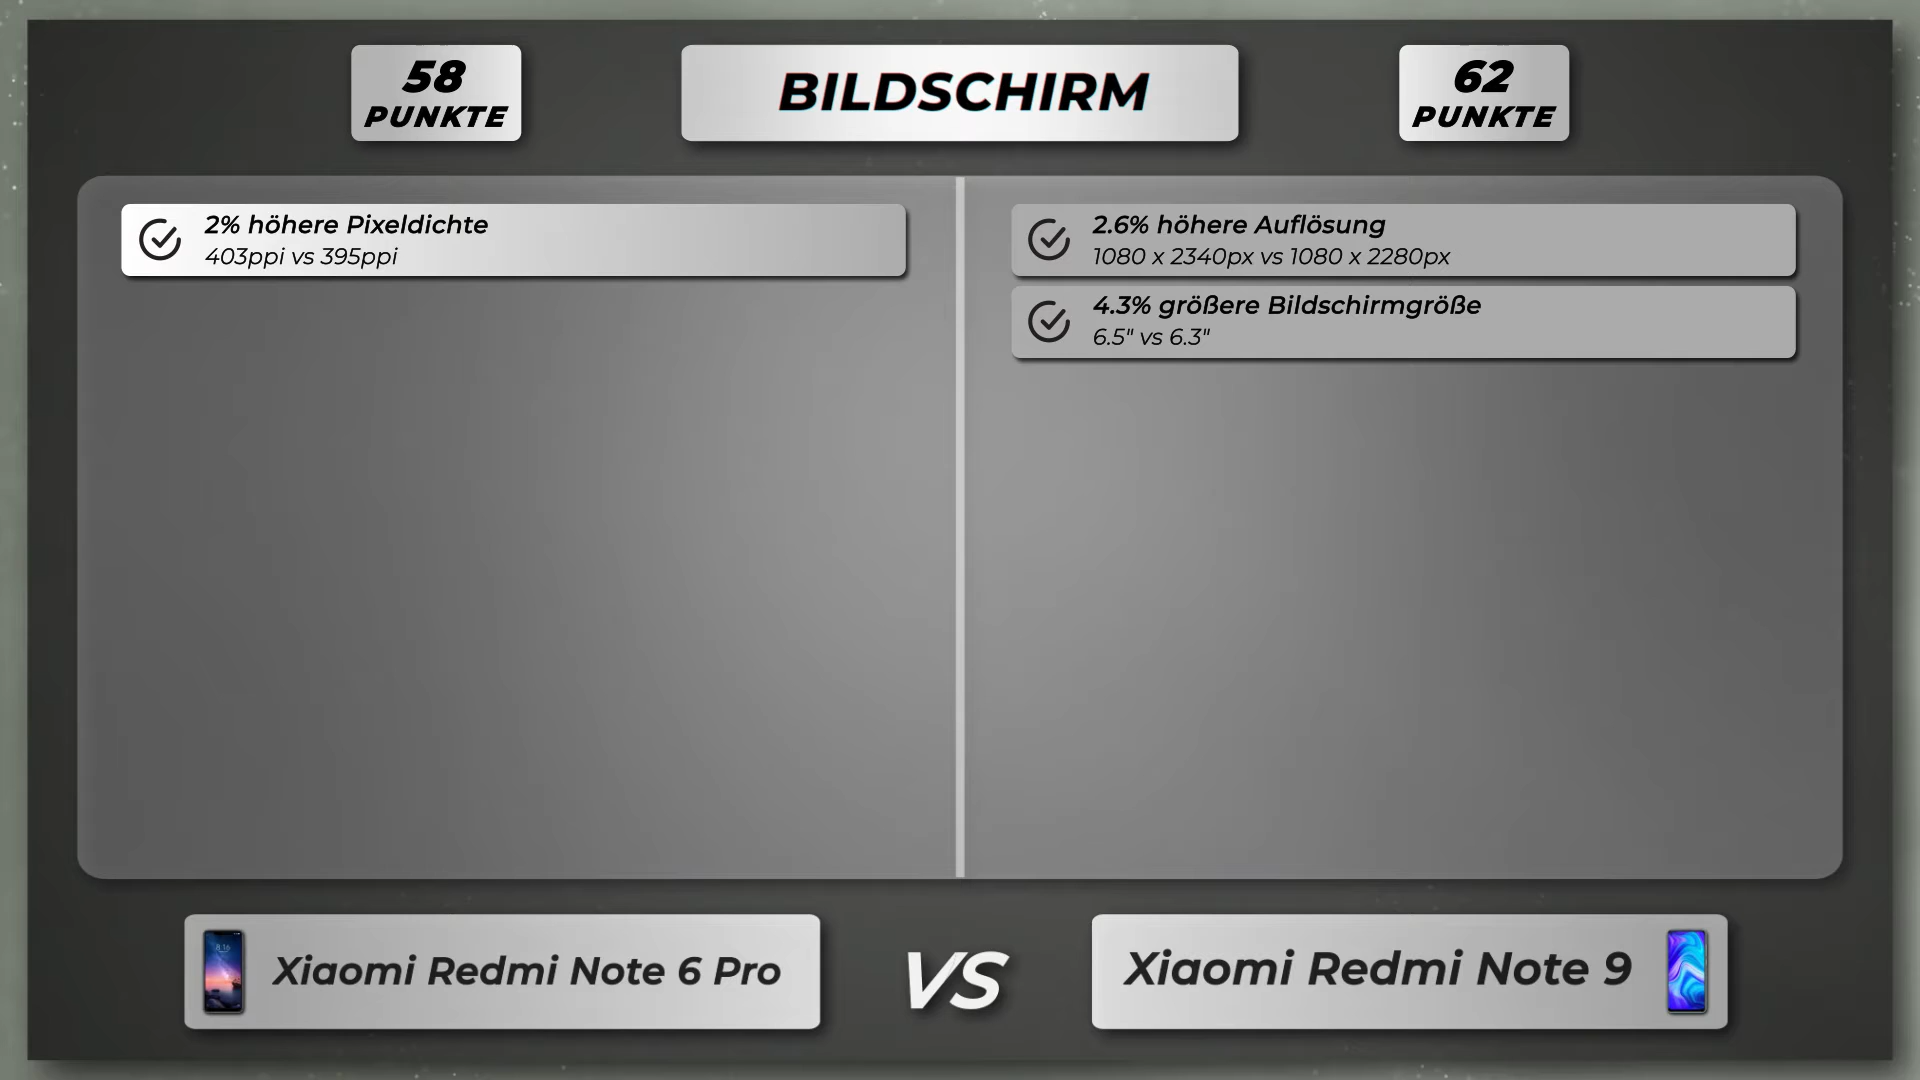 58
PUNKTE
BILDSCHIRM
62
PUNKTE
2% höhere Pixeldichte
403ppi vs 395ppi
2.6% höhere Auflösung
1080 x 2340px vs 1080 x 2280px
4.3% größere Bildschirmgröße
6.5" vs 6.3"
8:16
Xiaomi Redmi Note 6 Pro
VS
Xiaomi Redmi Note 9